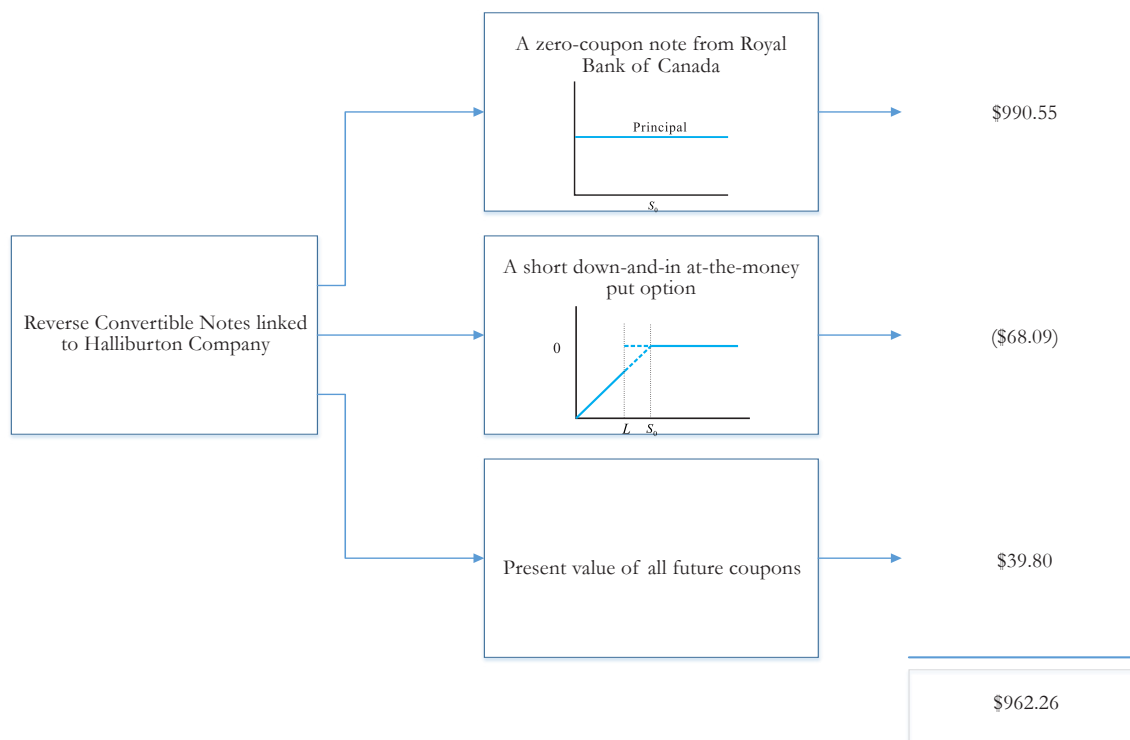 A zero-coupon note from Royal
Bank of Canada
Principal
S₀
$990.55
Reverse Convertible Notes linked
to Halliburton Company
A short down-and-in at-the-money
put option
0
L S₀
($68.09)
Present value of all future coupons
$39.80
$962.26